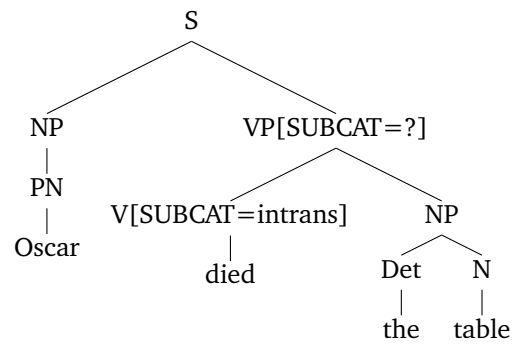 S
NP VP[SUBCAT=?]
PN V[SUBCAT=intrans] NP
Oscar died Det N
the table